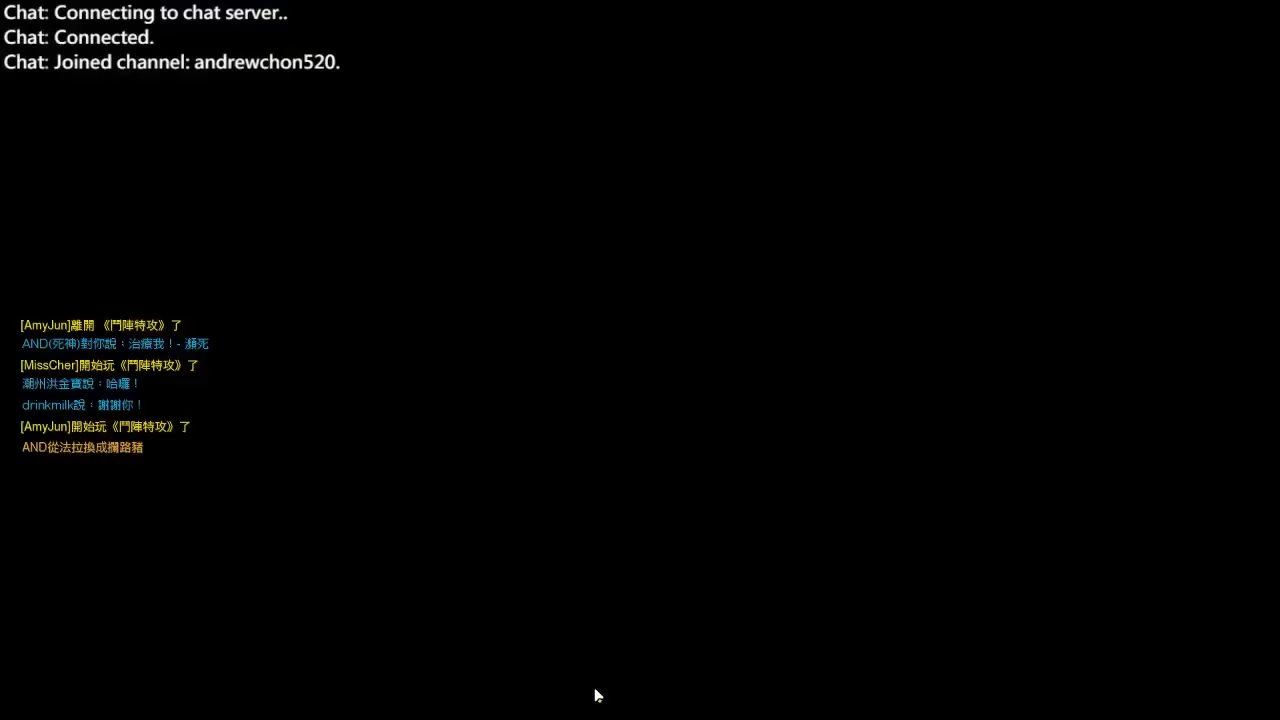 Chat: Connecting to chat server..
Chat: Connected.
Chat: Joined channel: andrewchon520.
[AmyJun]離開 《鬥陣特攻》了
AND(死神)對你說：治療我！- 瀕死
[MissCher]開始玩《鬥陣特攻》了
潮州洪金寶說：哈囉！
drinkmilk說：謝謝你！
[AmyJun]開始玩《鬥陣特攻》了
AND從法拉換成攔路豬